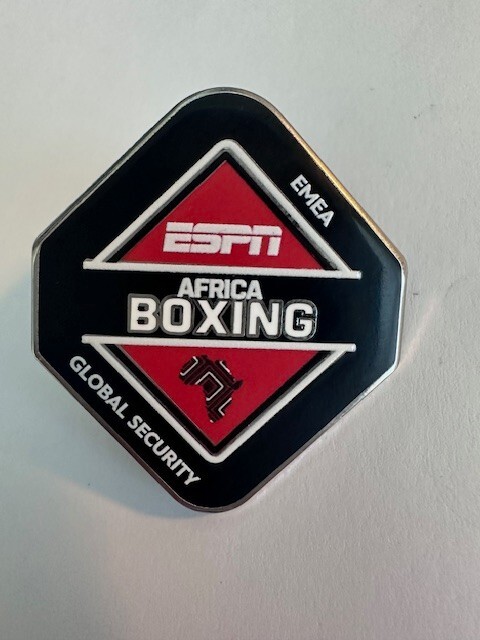 EMEA
ESPN
AFRICA
BOXING
GLOBAL SECURITY